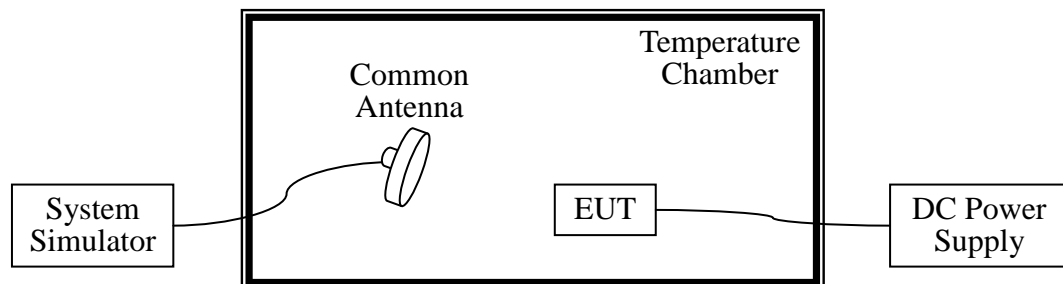 Temperature
Chamber
Common
Antenna
System
Simulator
EUT
DC Power
Supply